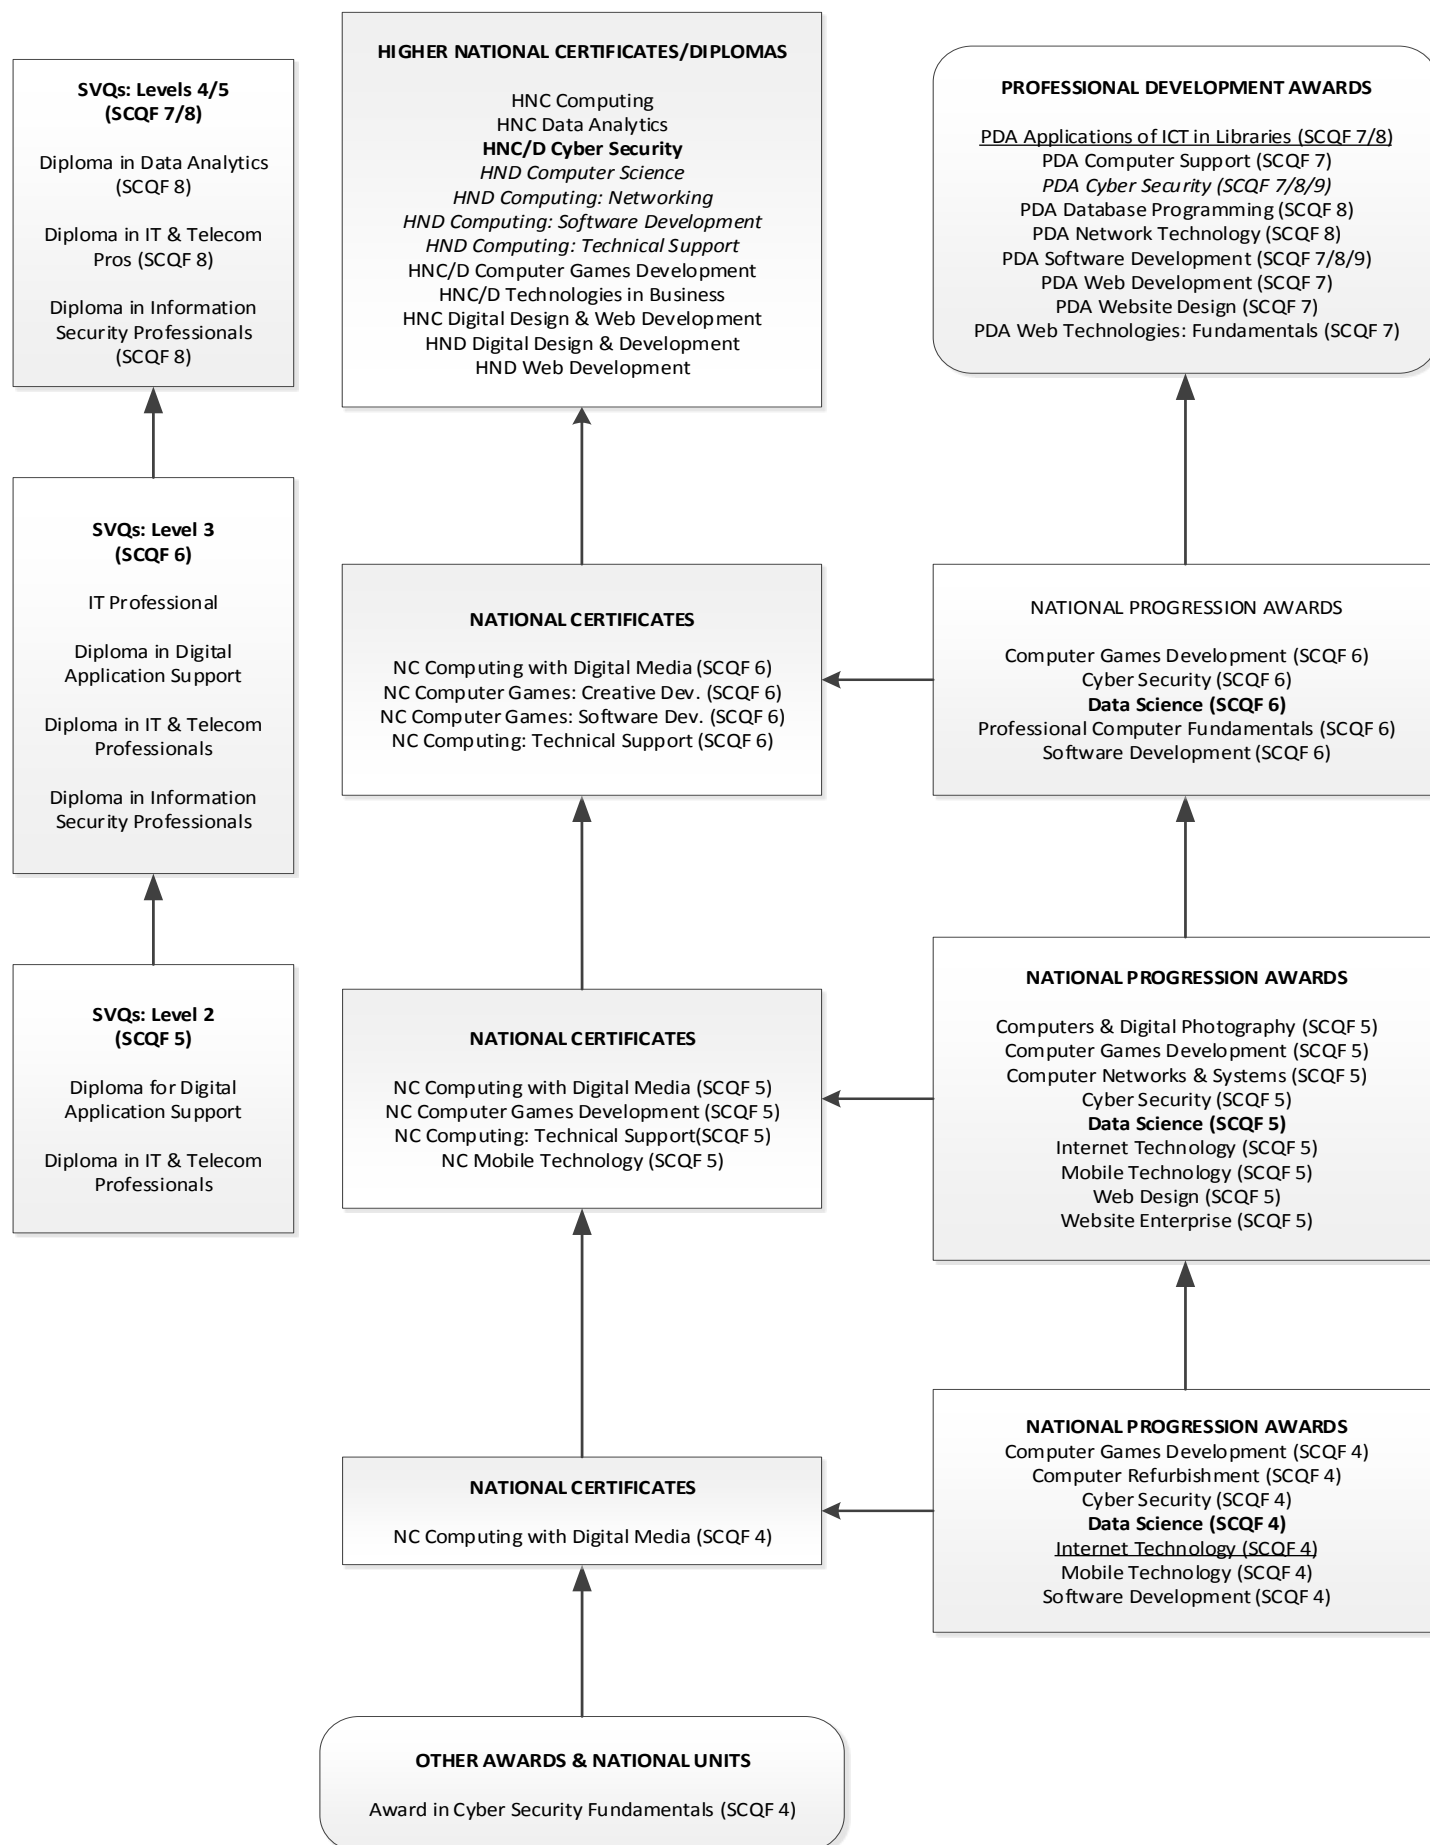 SVQs: Levels 4/5
(SCQF 7/8)
Diploma in Data Analytics
(SCQF 8)
Diploma in IT & Telecom
Pros (SCQF 8)
Diploma in Information
Security Professionals
(SCQF 8)
SVQs: Level 3
(SCQF 6)
IT Professional
Diploma in Digital
Application Support
Diploma in IT & Telecom
Professionals
Diploma in Information
Security Professionals
SVQs: Level 2
(SCQF 5)
Diploma for Digital
Application Support
Diploma in IT & Telecom
Professionals
HIGHER NATIONAL CERTIFICATES/DIPLOMAS
HNC Computing
HNC Data Analytics
HNC/D Cyber Security
HND Computer Science
HND Computing: Networking
HND Computing: Software Development
HND Computing: Technical Support
HNC/D Computer Games Development
HNC/D Technologies in Business
HNC Digital Design & Web Development
HND Digital Design & Development
HND Web Development
NATIONAL CERTIFICATES
NC Computing with Digital Media (SCQF 6)
NC Computer Games: Creative Dev. (SCQF 6)
NC Computer Games: Software Dev. (SCQF 6)
NC Computing: Technical Support (SCQF 6)
NATIONAL CERTIFICATES
NC Computing with Digital Media (SCQF 5)
NC Computer Games Development (SCQF 5)
NC Computing: Technical Support(SCQF 5)
NC Mobile Technology (SCQF 5)
NATIONAL CERTIFICATES
NC Computing with Digital Media (SCQF 4)
OTHER AWARDS & NATIONAL UNITS
Award in Cyber Security Fundamentals (SCQF 4)
PROFESSIONAL DEVELOPMENT AWARDS
PDA Applications of ICT in Libraries (SCQF 7/8)
PDA Computer Support (SCQF 7)
PDA Cyber Security (SCQF 7/8/9)
PDA Database Programming (SCQF 8)
PDA Network Technology (SCQF 8)
PDA Software Development (SCQF 7/8/9)
PDA Web Development (SCQF 7)
PDA Website Design (SCQF 7)
PDA Web Technologies: Fundamentals (SCQF 7)
NATIONAL PROGRESSION AWARDS
Computer Games Development (SCQF 6)
Cyber Security (SCQF 6)
Data Science (SCQF 6)
Professional Computer Fundamentals (SCQF 6)
Software Development (SCQF 6)
NATIONAL PROGRESSION AWARDS
Computers & Digital Photography (SCQF 5)
Computer Games Development (SCQF 5)
Computer Networks & Systems (SCQF 5)
Cyber Security (SCQF 5)
Data Science (SCQF 5)
Internet Technology (SCQF 5)
Mobile Technology (SCQF 5)
Web Design (SCQF 5)
Website Enterprise (SCQF 5)
NATIONAL PROGRESSION AWARDS
Computer Games Development (SCQF 4)
Computer Refurbishment (SCQF 4)
Cyber Security (SCQF 4)
Data Science (SCQF 4)
Internet Technology (SCQF 4)
Mobile Technology (SCQF 4)
Software Development (SCQF 4)